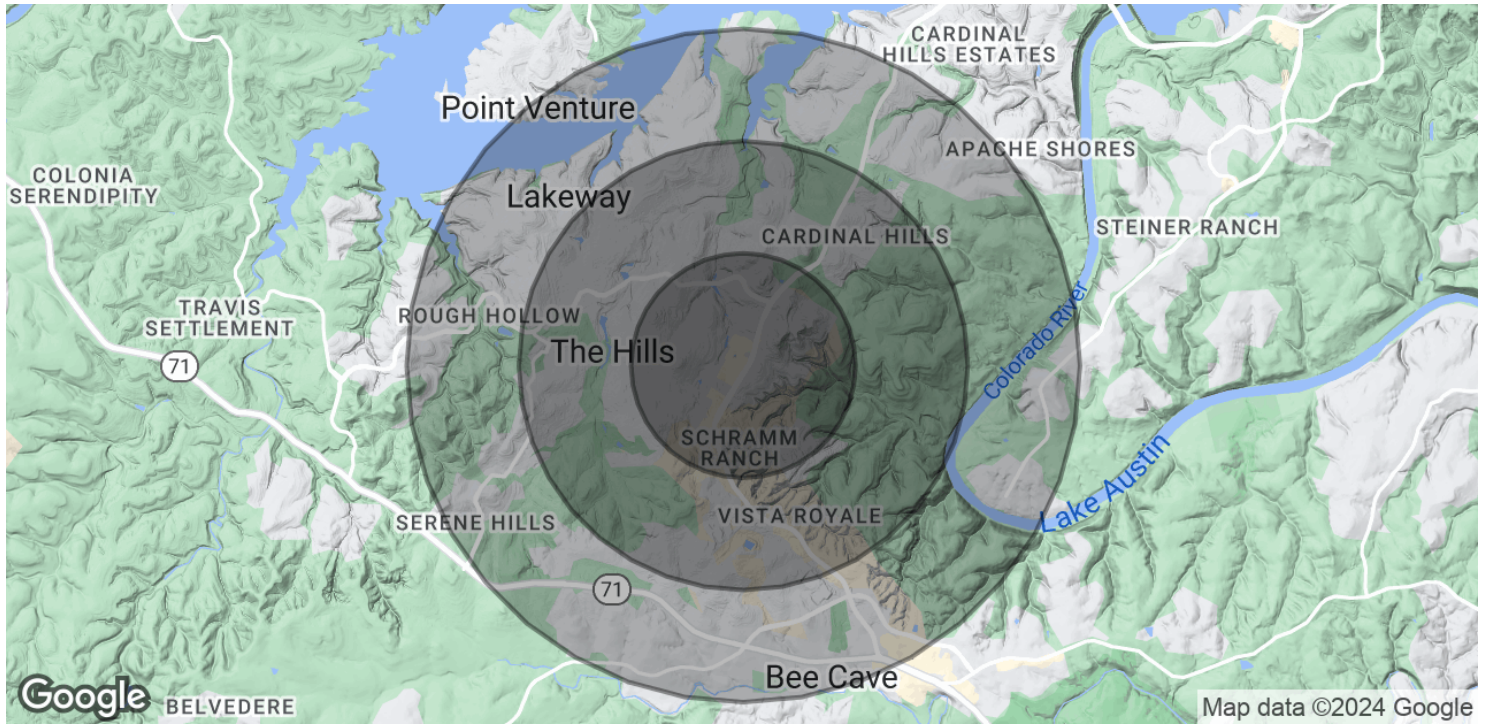 CARDINAL
HILLS ESTATES
Point Venture
APACHE SHORES
COLONIA
SERENDIPITY
Lakeway
STEINER RANCH
CARDINAL HILLS
TRAVIS
SETTLEMENT
ROUGH HOLLOW
Colorado River
The Hills
71
SCHRAMM
RANCH
Lake Austin
SERENE HILLS
VISTA ROYALE
71
Bee Cave
Google
BELVEDERE
Map data ©2024 Google